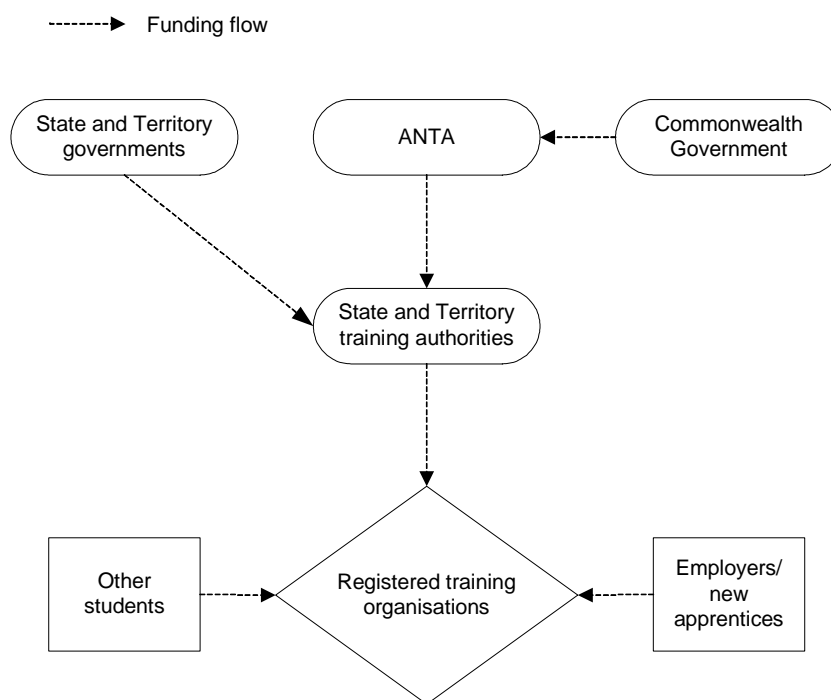 Funding flow
State and Territory
governments
ANTA
Commonwealth
Government
State and Territory
training authorities
Other
students
Registered training
organisations
Employers/
new
apprentices